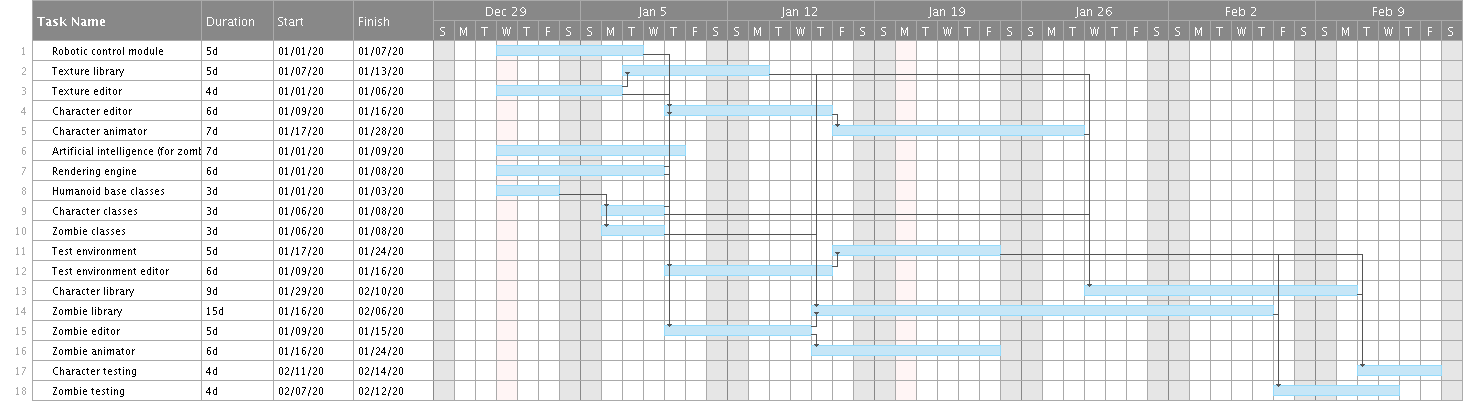 Task Name Duration Start Finish Dec 29 Jan 5 Jan 12 Jan 19 Jan 26 Feb 2 Feb 9
S M T W T F S S M T W T F S S M T W T F S S M T W T F S S M T W T F S S M T W T F S S M T W T F S
1 Robotic control module 5d 01/01/20 01/07/20
2 Texture library 5d 01/07/20 01/13/20
3 Texture editor 4d 01/01/20 01/06/20
4 Character editor 6d 01/09/20 01/16/20
5 Character animator 7d 01/17/20 01/28/20
6 Artificial intelligence (for zomb 7d 01/01/20 01/09/20
7 Rendering engine 6d 01/01/20 01/08/20
8 Humanoid base classes 3d 01/01/20 01/03/20
9 Character classes 3d 01/06/20 01/08/20
10 Zombie classes 3d 01/06/20 01/08/20
11 Test environment 5d 01/17/20 01/24/20
12 Test environment editor 6d 01/09/20 01/16/20
13 Character library 9d 01/29/20 02/10/20
14 Zombie library 15d 01/16/20 02/06/20
15 Zombie editor 5d 01/09/20 01/15/20
16 Zombie animator 6d 01/16/20 01/24/20
17 Character testing 4d 02/11/20 02/14/20
18 Zombie testing 4d 02/07/20 02/12/20